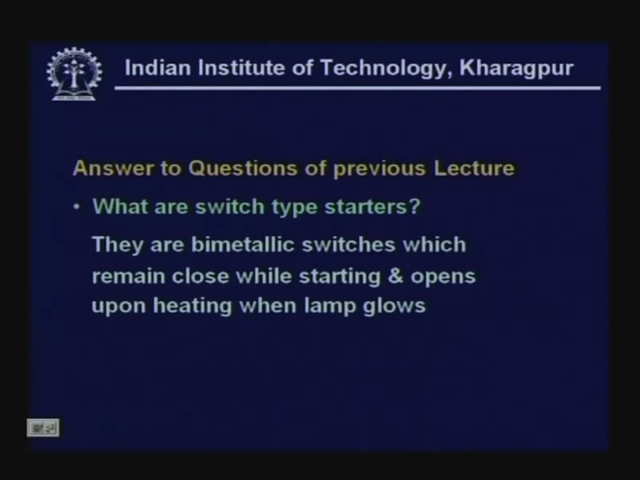 Indian Institute of Technology, Kharagpur
Answer to Questions of previous Lecture
• What are switch type starters?
They are bimetallic switches which
remain close while starting & opens
upon heating when lamp glows